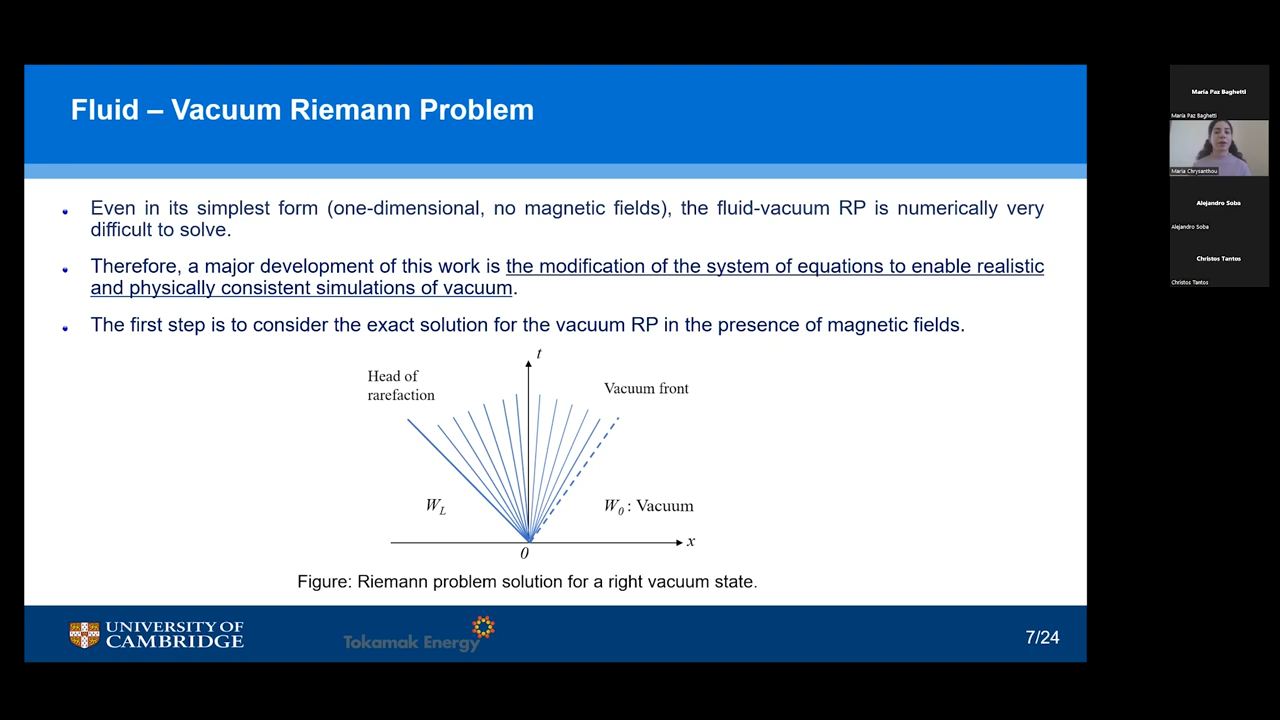 Fluid – Vacuum Riemann Problem
• Even in its simplest form (one-dimensional, no magnetic fields), the fluid-vacuum RP is numerically very
difficult to solve.
• Therefore, a major development of this work is the modification of the system of equations to enable realistic
and physically consistent simulations of vacuum.
• The first step is to consider the exact solution for the vacuum RP in the presence of magnetic fields.
t
Head of
rarefaction
Vacuum front
W_L
W_0 : Vacuum
x
0
Figure: Riemann problem solution for a right vacuum state.
UNIVERSITY OF
CAMBRIDGE
Tokamak Energy
7/24
María Paz Baghetti
María Paz Baghetti
Maria Chrysanthou
Alejandro Soba
Alejandro Soba
Christos Tantos
Christos Tantos